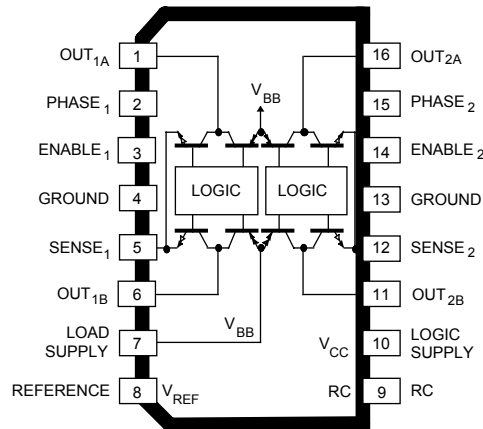 OUT1A 1
PHASE1 2
ENABLE1 3
GROUND 4
SENSE1 5
OUT1B 6
LOAD
SUPPLY 7
REFERENCE 8 VREF
VBB
LOGIC LOGIC
VBB
VCC
RC
16 OUT2A
15 PHASE2
14 ENABLE2
13 GROUND
12 SENSE2
11 OUT2B
10 LOGIC
SUPPLY
9 RC